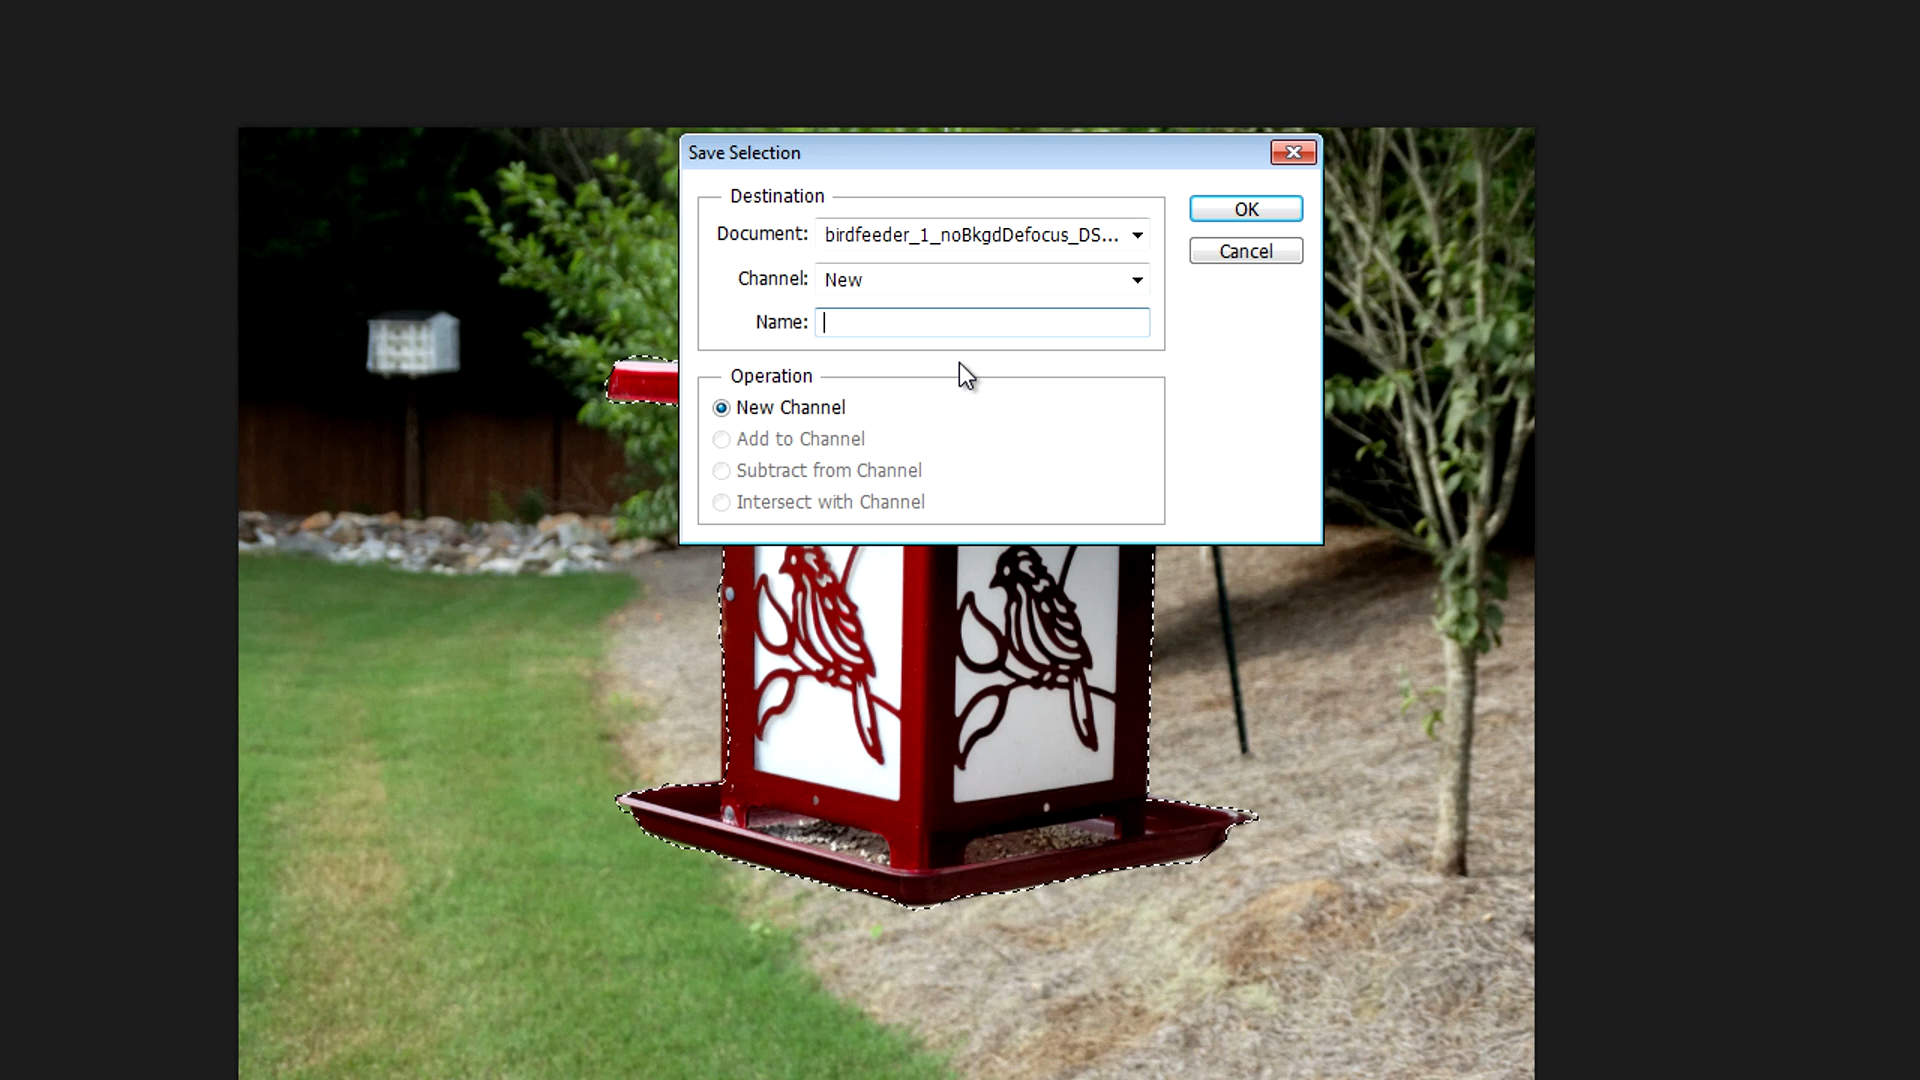 Save Selection
Destination
Document: birdfeeder_1_noBkgdDefocus_DS...
Channel: New
Name:
OK
Cancel
Operation
New Channel
Add to Channel
Subtract from Channel
Intersect with Channel